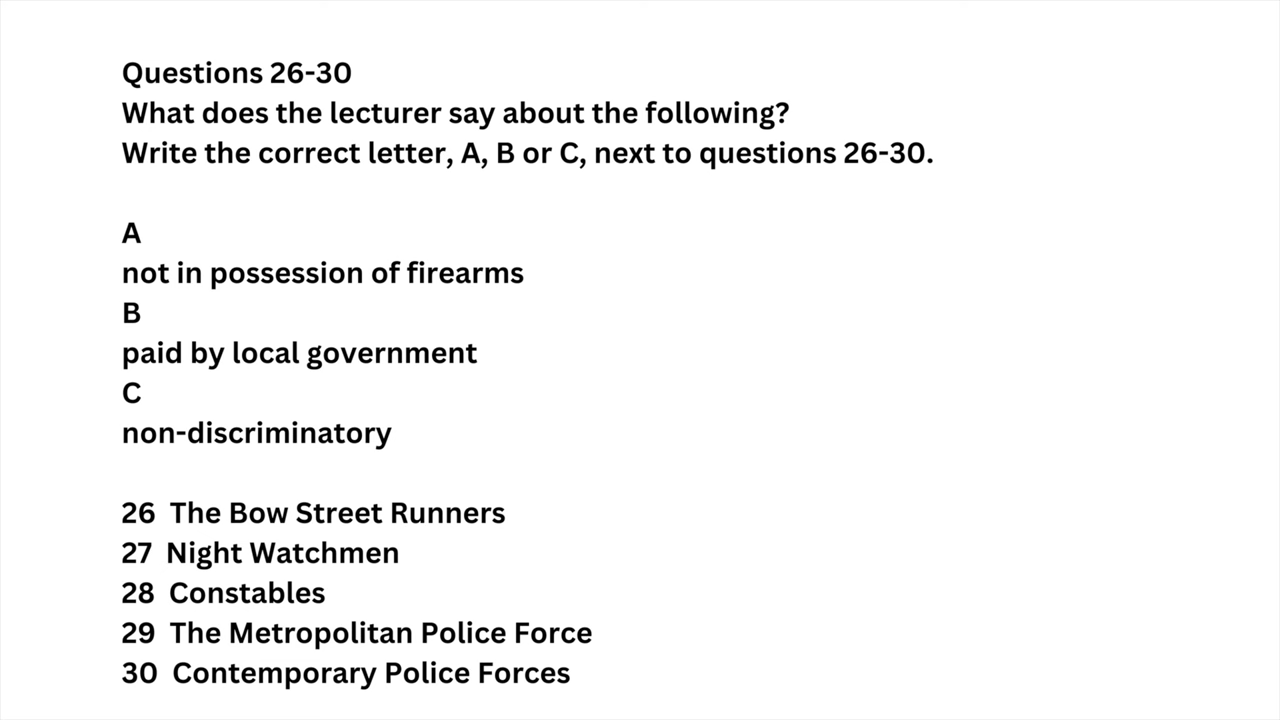 Questions 26-30
What does the lecturer say about the following?
Write the correct letter, A, B or C, next to questions 26-30.
A
not in possession of firearms
B
paid by local government
C
non-discriminatory
26 The Bow Street Runners
27 Night Watchmen
28 Constables
29 The Metropolitan Police Force
30 Contemporary Police Forces